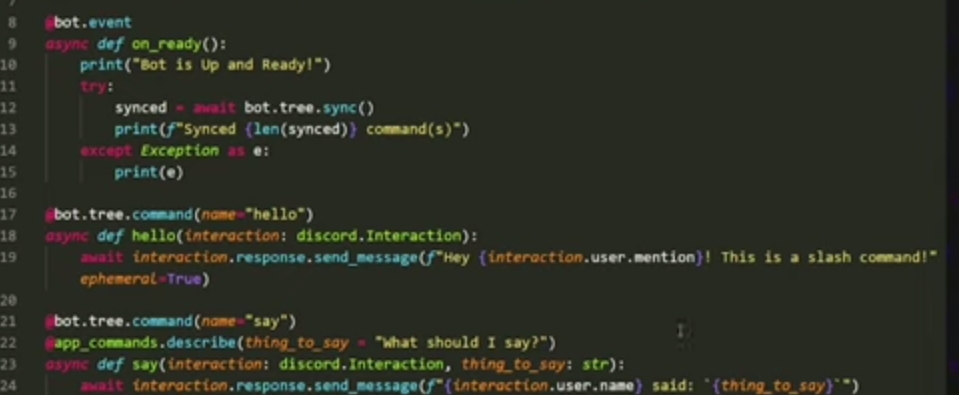 7
8 @bot.event
9 async def on_ready():
10 print("Bot is Up and Ready!")
11 try:
12 synced = await bot.tree.sync()
13 print(f"Synced {len(synced)} command(s)")
14 except Exception as e:
15 print(e)
16
17 @bot.tree.command(name="hello")
18 async def hello(interaction: discord.Interaction):
19 await interaction.response.send_message(f"Hey {interaction.user.mention}! This is a slash command!"
ephemeral=True)
20
21 @bot.tree.command(name="say")
22 @app_commands.describe(thing_to_say = "What should I say?")
23 async def say(interaction: discord.Interaction, thing_to_say: str):
24 await interaction.response.send_message(f"{interaction.user.name} said: `{thing_to_say}`")